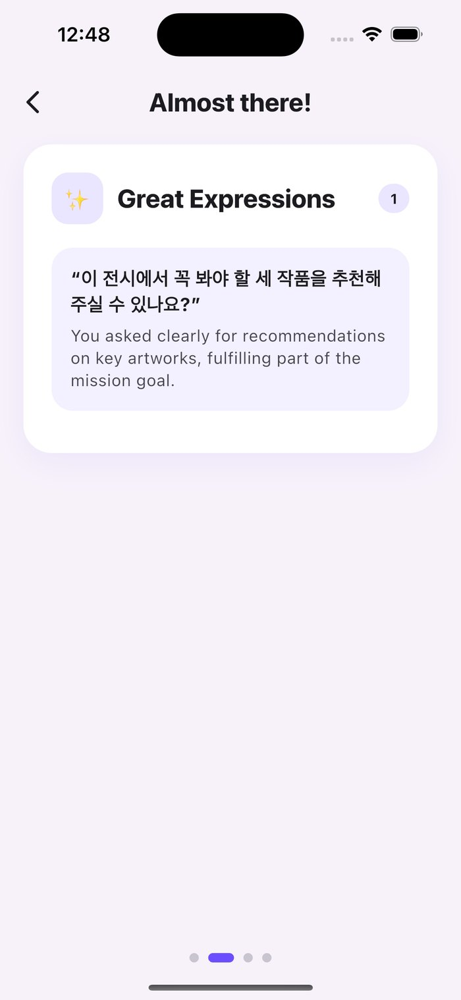 12:48
Almost there!
Great Expressions
1
“이 전시에서 꼭 봐야 할 세 작품을 추천해
주실 수 있나요?”
You asked clearly for recommendations
on key artworks, fulfilling part of the
mission goal.